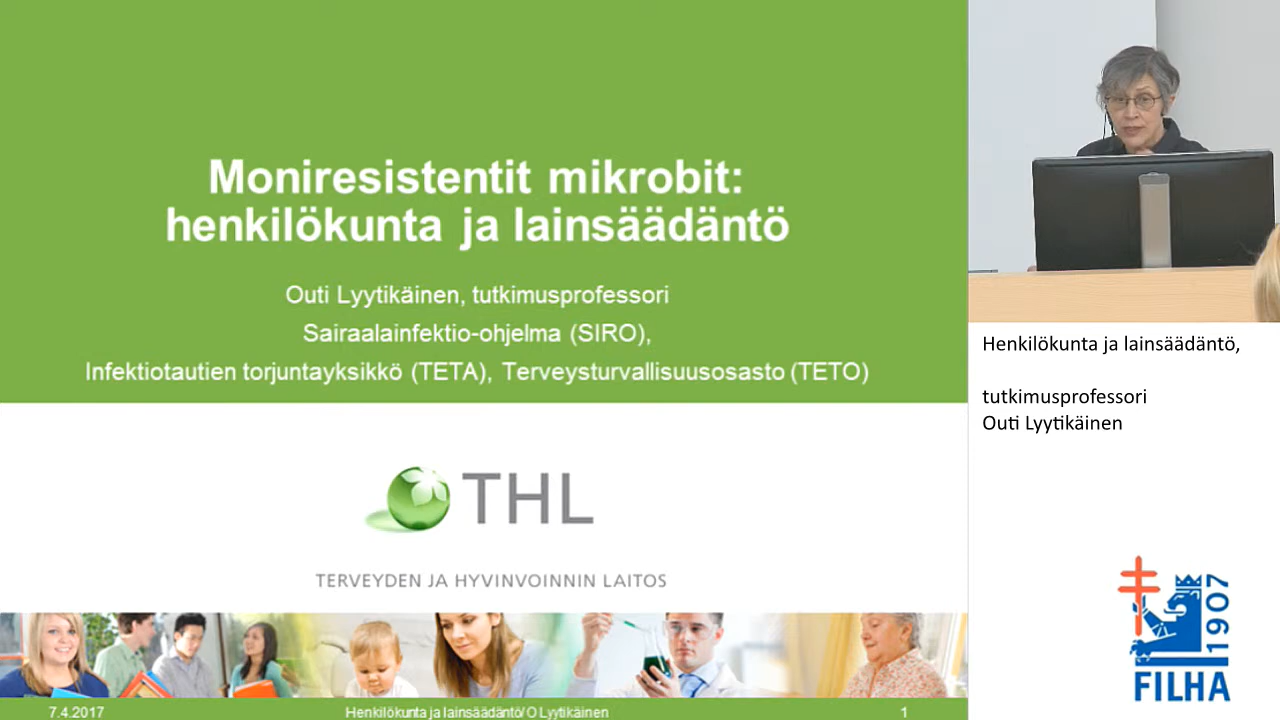 Moniresistentit mikrobit:
henkilökunta ja lainsäädäntö
Outi Lyytikäinen, tutkimusprofessori
Sairaalainfektio-ohjelma (SIRO),
Infektiotautien torjuntayksikkö (TETA), Terveysturvallisuusosasto (TETO)
THL
TERVEYDEN JA HYVINVOINNIN LAITOS
7.4.2017
Henkilökunta ja lainsäädäntö/ O Lyytikäinen
1
Henkilökunta ja lainsäädäntö,
tutkimusprofessori
Outi Lyytikäinen
1907
FILHA